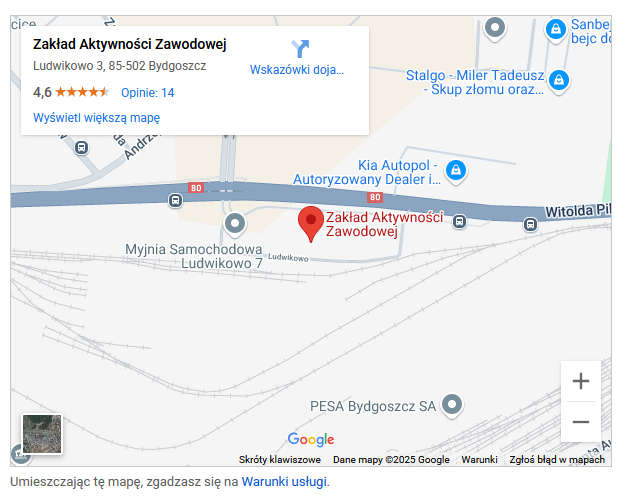 cice
Zakład Aktywności Zawodowej
Ludwikowo 3, 85-502 Bydgoszcz
Wskazówki doja...
4,6
Opinie: 14
Wyświetl większą mapę
Sanbej
bejc do
Stalgo - Miler Tadeusz
- Skup złomu oraz...
Andrze
Kia Autopol -
Autoryzowany Dealer i...
80
80
Witolda Pil
Zakład Aktywności
Zawodowej
Myjnia Samochodowa
Ludwikowo 7
Ludwikowo
PESA Bydgoszcz SA
Google
Skróty klawiszowe
Dane mapy ©2025 Google
Warunki
Zgłoś błąd w mapach
Umieszczając tę mapę, zgadzasz się na Warunki usługi.